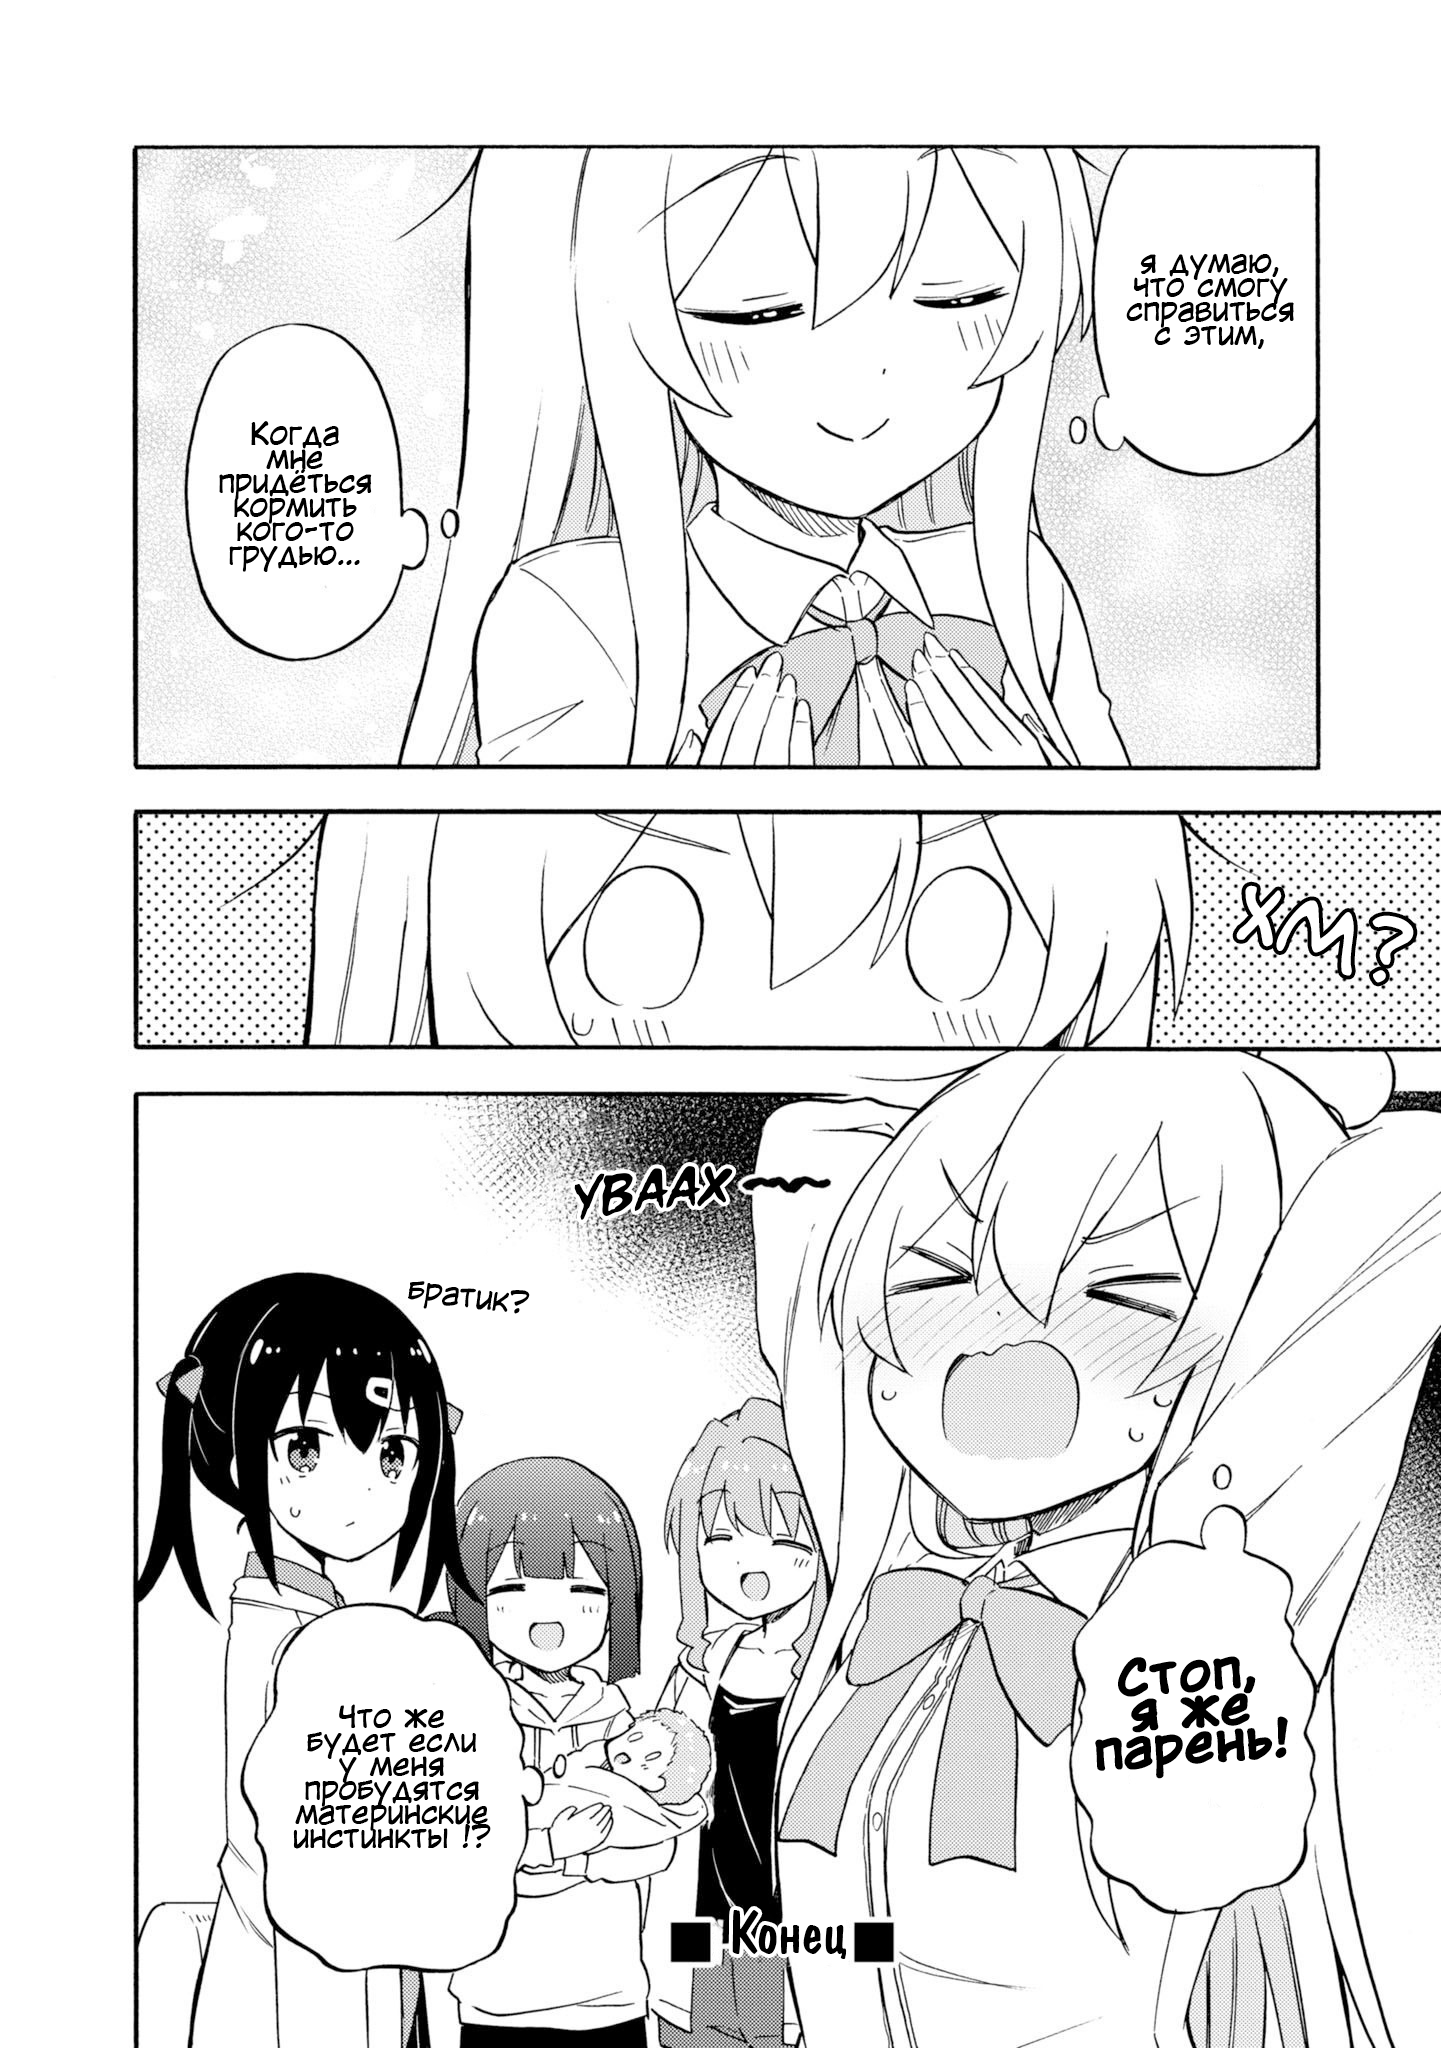 я думаю,
что смогу
справиться
с этим,
Когда
мне
придёться
кормить
кого-то
грудью...
ХМ?
УВААХ
Братик?
Стоп,
я же
парень!
Что же
будет если
у меня
пробудятся
материнские
инстинкты !?
■ Конец ■